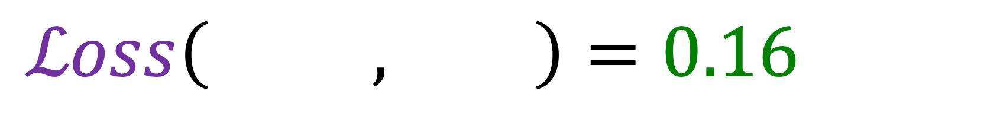 ℒoss( , ) = 0.16